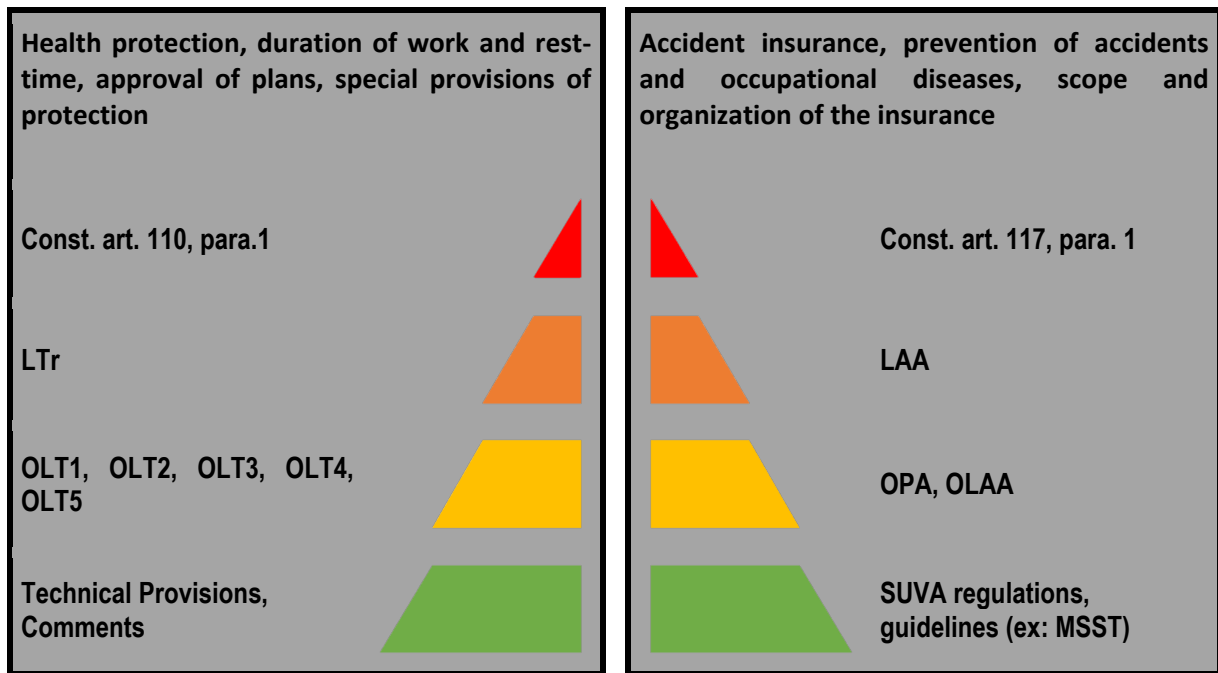 Health protection, duration of work and rest-
time, approval of plans, special provisions of
protection
Const. art. 110, para.1
LTr
OLT1, OLT2, OLT3, OLT4,
OLT5
Technical Provisions,
Comments
Accident insurance, prevention of accidents
and occupational diseases, scope and
organization of the insurance
Const. art. 117, para. 1
LAA
OPA, OLAA
SUVA regulations,
guidelines (ex: MSST)